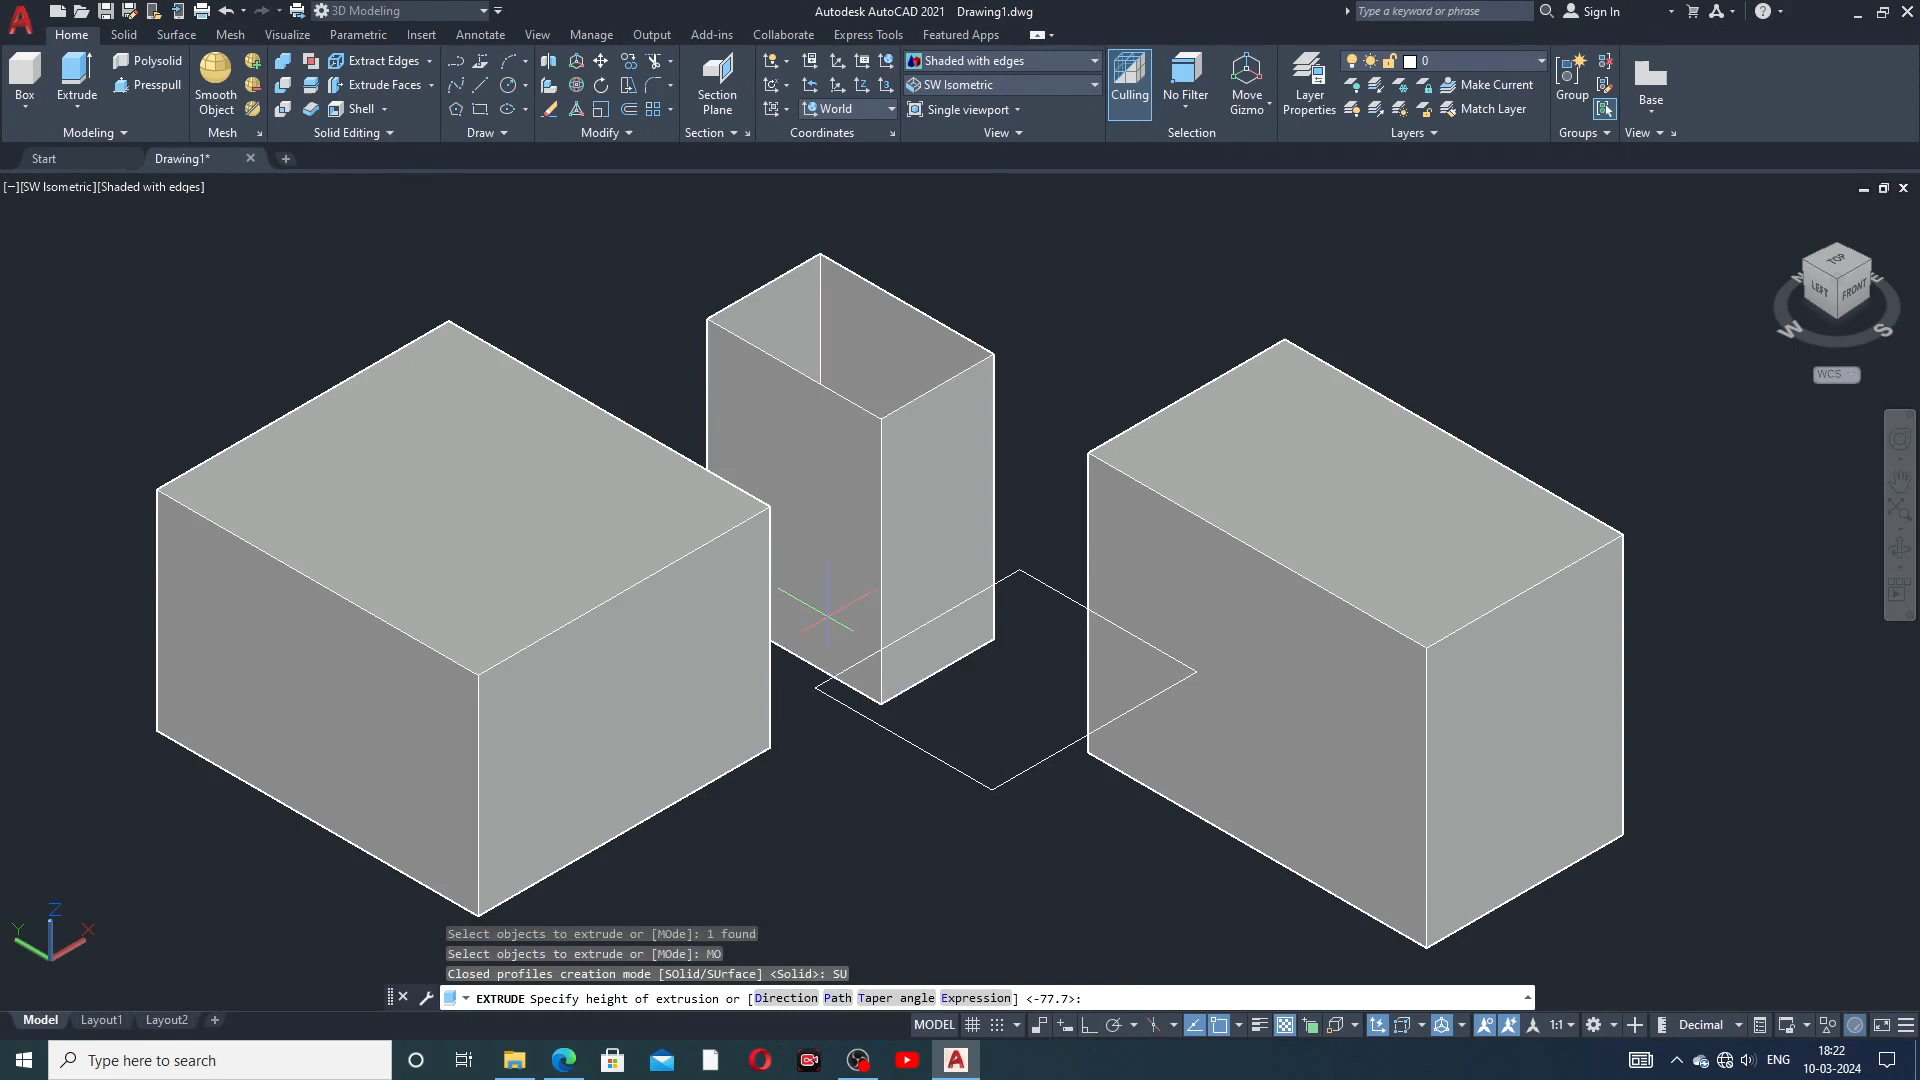 3D Modeling
Autodesk AutoCAD 2021 Drawing1.dwg
Type a keyword or phrase
Sign In
Home Solid Surface Mesh Visualize Parametric Insert Annotate View Manage Output Add-ins Collaborate Express Tools Featured Apps
Box
Extrude
Polysolid
Presspull
Modeling
Smooth
Object
Mesh
Extract Edges
Extrude Faces
Shell
Solid Editing
Draw
Modify
Section
Plane
Section
World
Coordinates
Shaded with edges
SW Isometric
Single viewport
View
Culling
No Filter
Move
Gizmo
Selection
Layer
Properties
0
Make Current
Match Layer
Layers
Group
Groups
Base
View
Start
Drawing1*
[−][SW Isometric][Shaded with edges]
TOP
LEFT
FRONT
N
E
W
S
WCS
Z
Y
X
Select objects to extrude or [MOde]: 1 found
Select objects to extrude or [MOde]: MO
Closed profiles creation mode [SOlid/SUrface] <Solid>: SU
EXTRUDE Specify height of extrusion or [Direction Path Taper angle Expression] <-77.7>:
Model Layout1 Layout2
MODEL
1:1
Decimal
Type here to search
ENG
18:22
10-03-2024